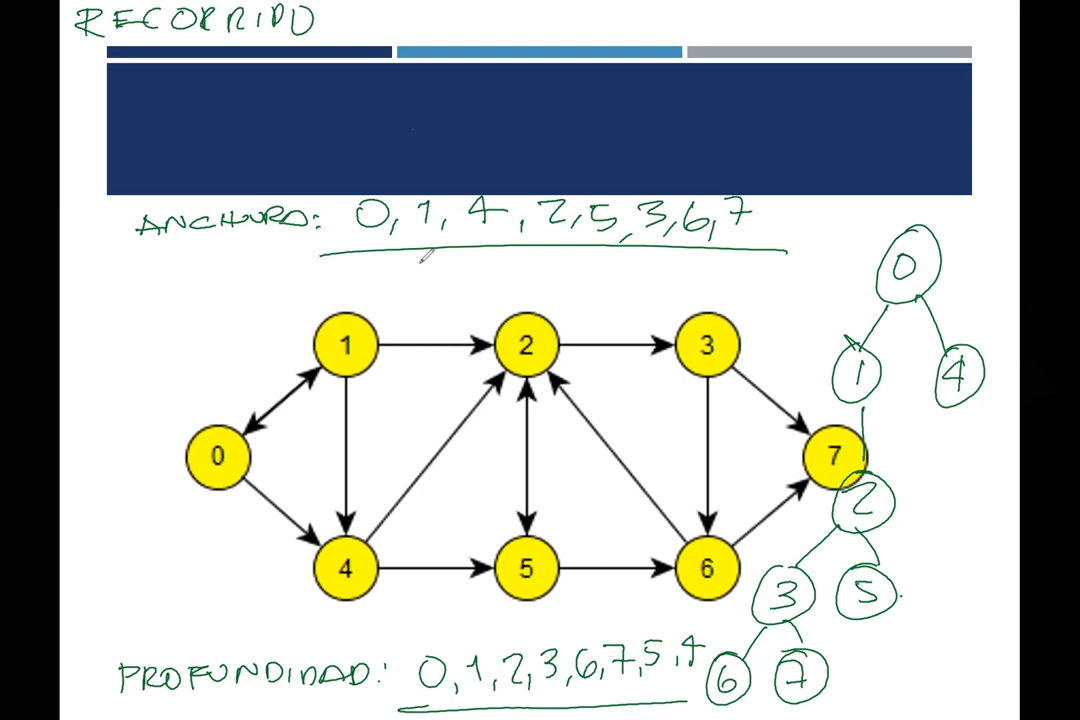 RECORRIDO
ANCHURA: 0, 1, 4, 2, 5, 3, 6, 7
0
1 2 3
1 4
0 7
2
4 5 6
3 5
PROFUNDIDAD: 0, 1, 2, 3, 6, 7, 5, 4
6 7